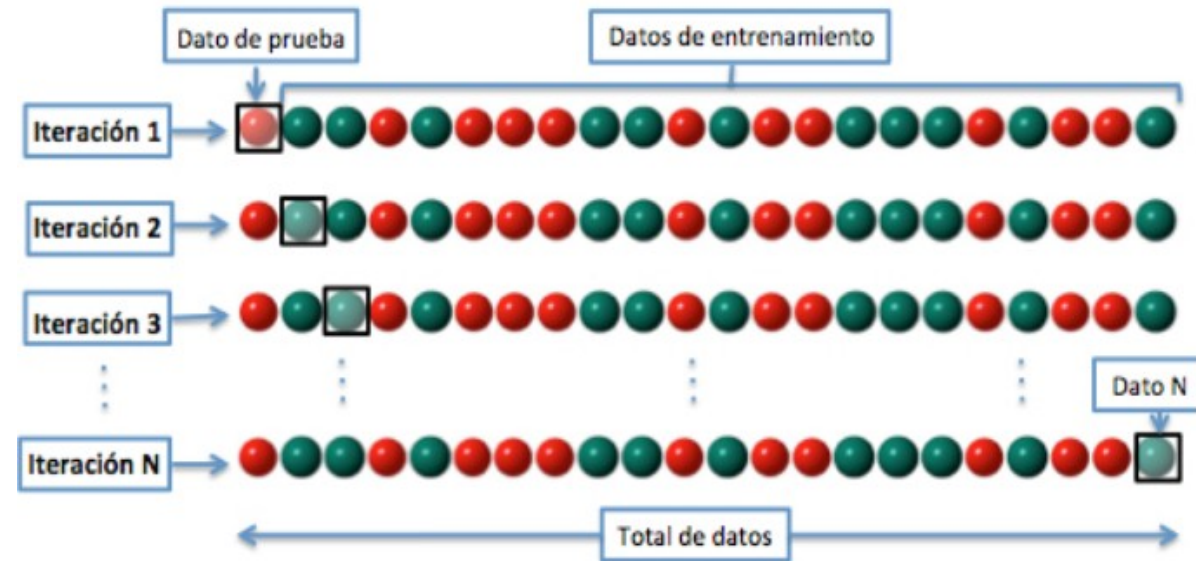 Dato de prueba
Datos de entrenamiento
Iteración 1
Iteración 2
Iteración 3
Dato N
Iteración N
Total de datos